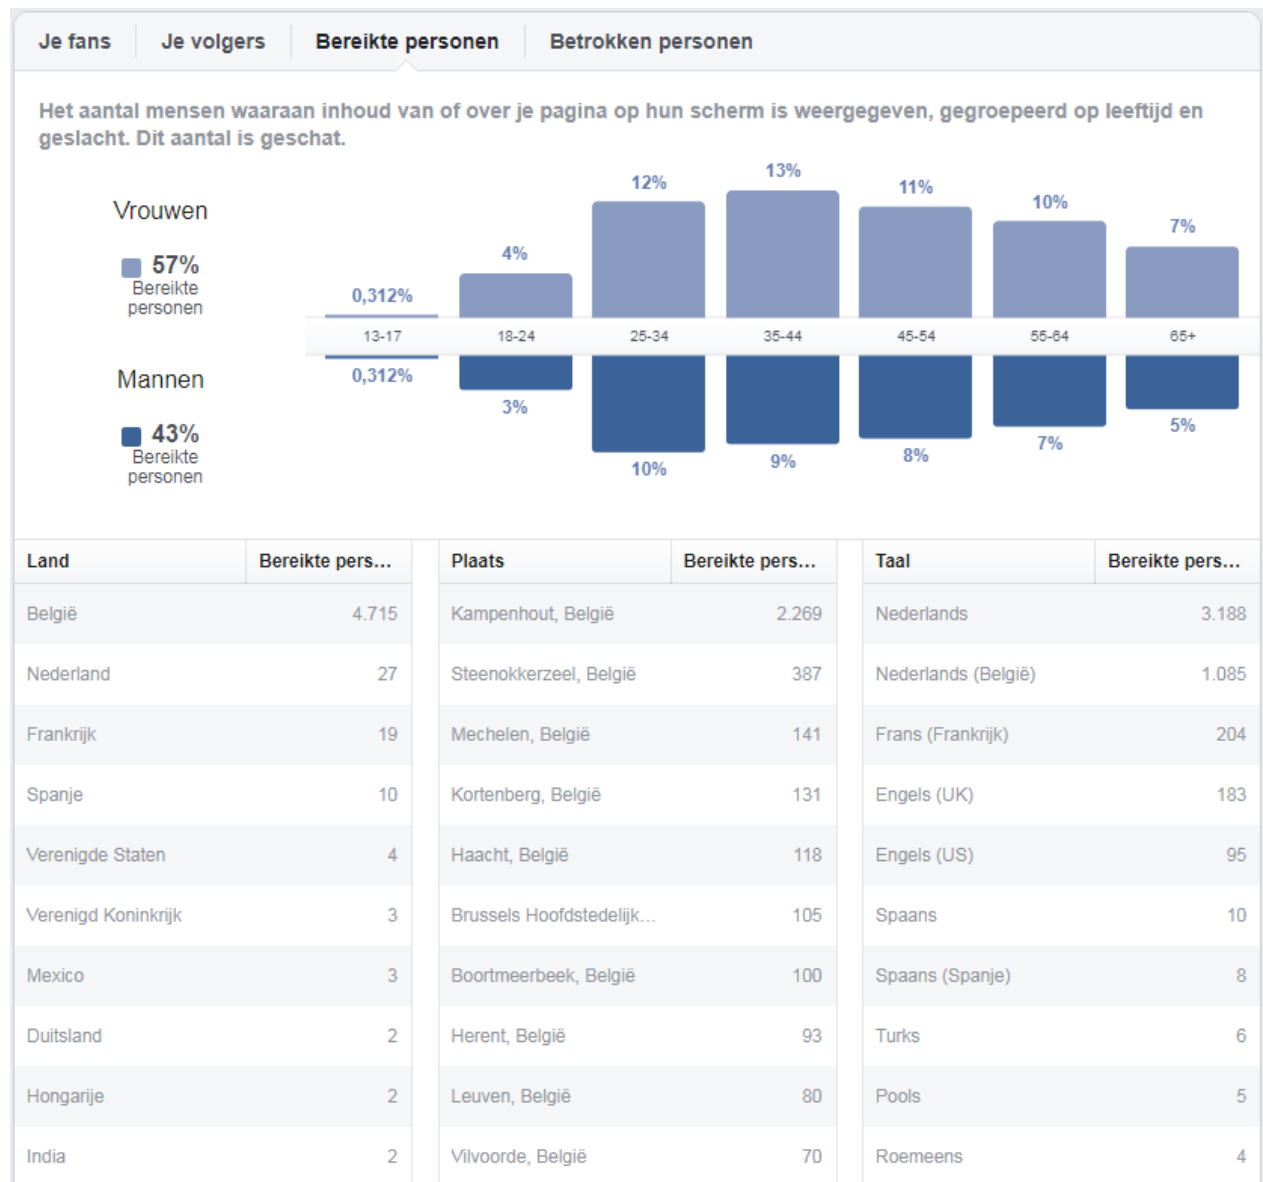 Je fans Je volgers Bereikte personen Betrokken personen
Het aantal mensen waaraan inhoud van of over je pagina op hun scherm is weergegeven, gegroepeerd op leeftijd en
geslacht. Dit aantal is geschat.
Vrouwen
57%
Bereikte
personen
0,312% 4% 12% 13% 11% 10% 7%
13-17 18-24 25-34 35-44 45-54 55-64 65+
Mannen
43%
Bereikte
personen
0,312% 3% 10% 9% 8% 7% 5%
Land Bereikte pers... Plaats Bereikte pers... Taal Bereikte pers...
België 4.715 Kampenhout, België 2.269 Nederlands 3.188
Nederland 27 Steenokkerzeel, België 387 Nederlands (België) 1.085
Frankrijk 19 Mechelen, België 141 Frans (Frankrijk) 204
Spanje 10 Kortenberg, België 131 Engels (UK) 183
Verenigde Staten 4 Haacht, België 118 Engels (US) 95
Verenigd Koninkrijk 3 Brussels Hoofdstedelijk... 105 Spaans 10
Mexico 3 Boortmeerbeek, België 100 Spaans (Spanje) 8
Duitsland 2 Herent, België 93 Turks 6
Hongarije 2 Leuven, België 80 Pools 5
India 2 Vilvoorde, België 70 Roemeens 4